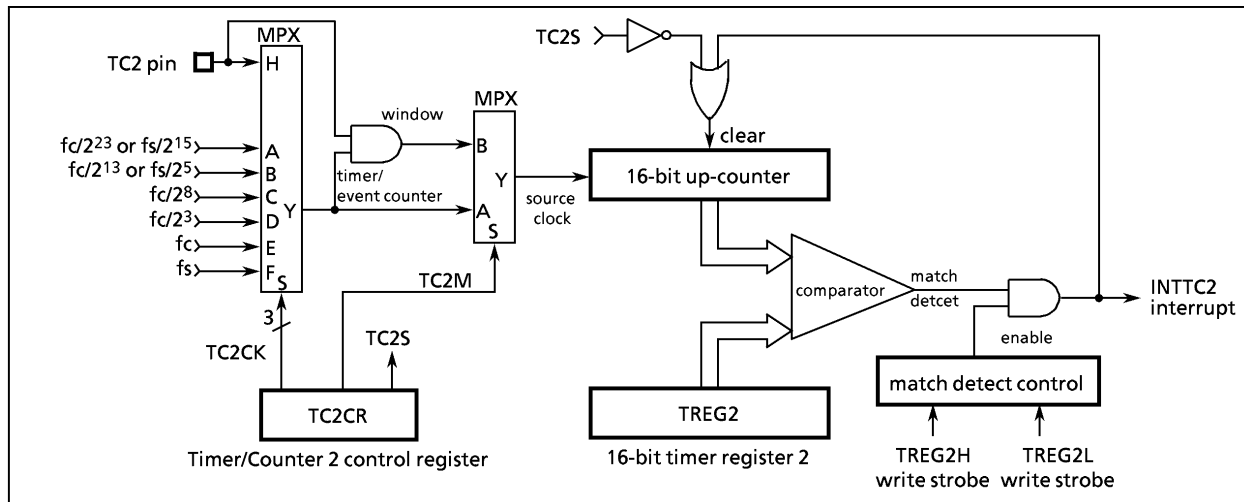 MPX
TC2 pin
H
fc/2²³ or fs/2¹⁵
A
fc/2¹³ or fs/2⁵
B
fc/2⁸
C
Y
fc/2³
D
fc
E
fs
F
S
3
TC2CK
window
timer/
event counter
MPX
B
Y
A
S
source
clock
TC2M
TC2S
TC2CR
Timer/Counter 2 control register
TC2S
clear
16-bit up-counter
comparator
match
detcet
TREG2
16-bit timer register 2
enable
INTTC2
interrupt
match detect control
TREG2H
write strobe
TREG2L
write strobe